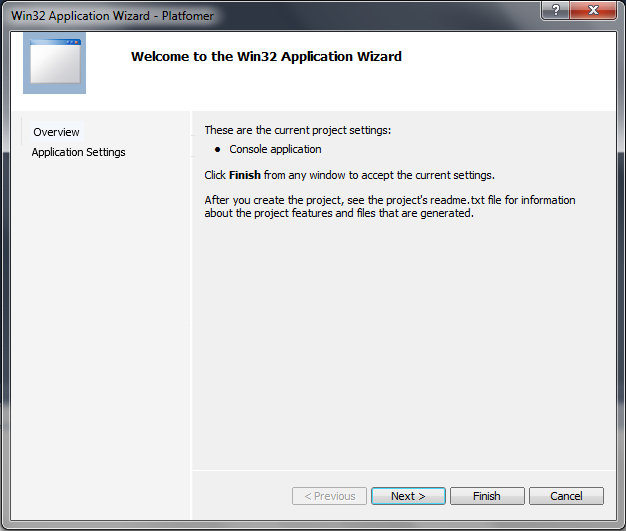 Win32 Application Wizard - Platfomer
?
X
Welcome to the Win32 Application Wizard
Overview
Application Settings
These are the current project settings:
• Console application
Click Finish from any window to accept the current settings.
After you create the project, see the project's readme.txt file for information
about the project features and files that are generated.
< Previous
Next >
Finish
Cancel